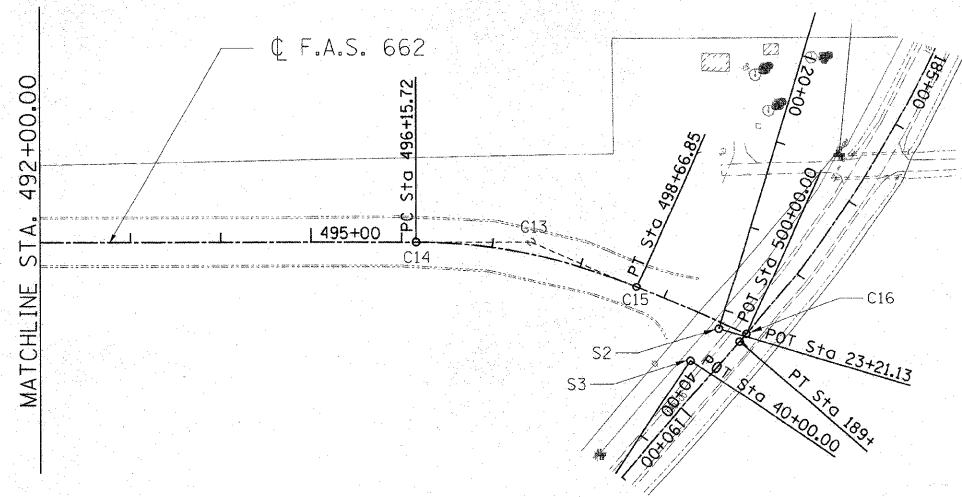 ℄ F.A.S. 662
MATCHLINE STA. 492+00.00
PC Sta 496+15.72
495+00
C13
C14
PT Sta 498+66.85
C15
20+00
185+00
POT Sta 500+00.00
C16
S2
POT Sta 23+21.13
S3
POT Sta 40+00.00
PT Sta 189+
40+00
1190+00